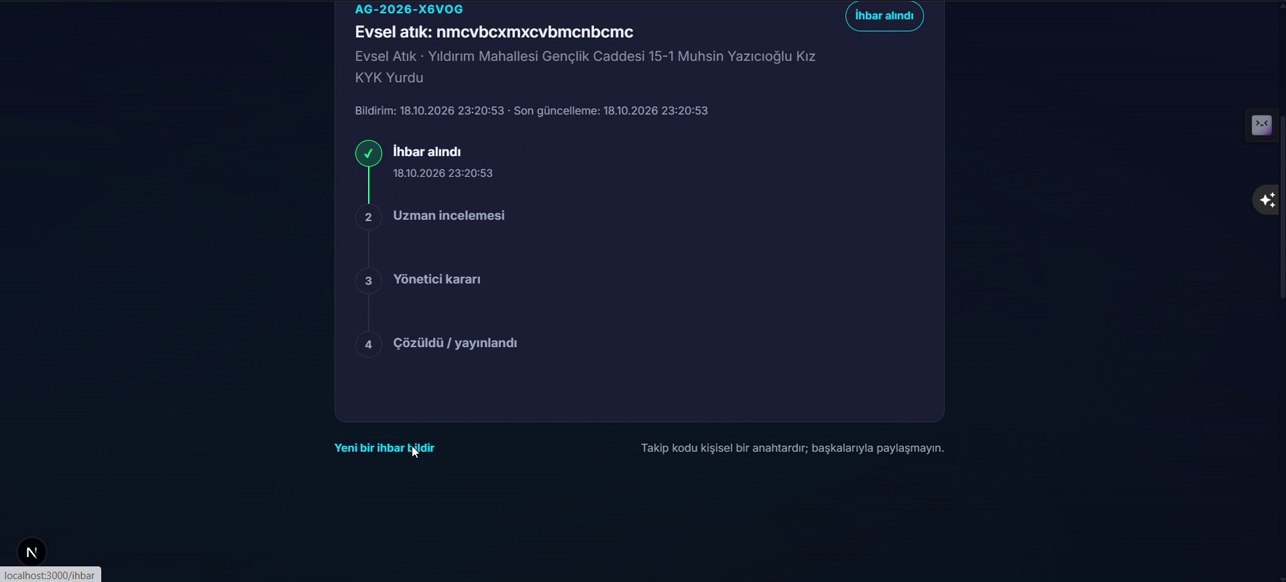 AG-2026-X6VOG
İhbar alındı
Evsel atık: nmcvbcxmxcvbmcnbcmc
Evsel Atık · Yıldırım Mahallesi Gençlik Caddesi 15-1 Muhsin Yazıcıoğlu Kız
KYK Yurdu
Bildirim: 18.10.2026 23:20:53 · Son güncelleme: 18.10.2026 23:20:53
✓ İhbar alındı
18.10.2026 23:20:53
2 Uzman incelemesi
3 Yönetici kararı
4 Çözüldü / yayınlandı
Yeni bir ihbar bildir
Takip kodu kişisel bir anahtardır; başkalarıyla paylaşmayın.
N
localhost:3000/ihbar